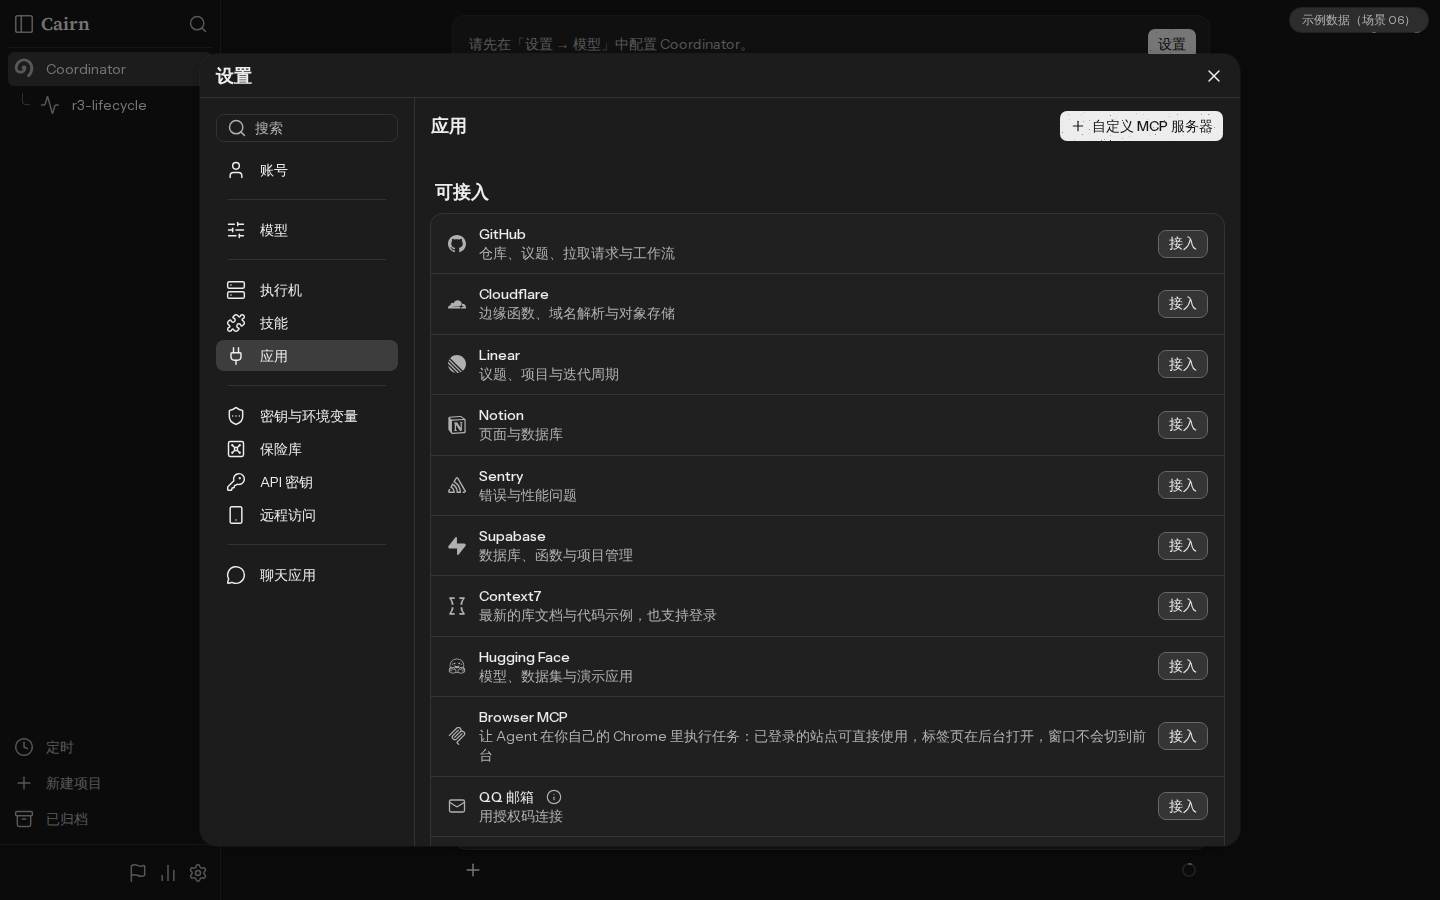 Cairn
示例数据（场景 06）
请先在「设置 → 模型」中配置 Coordinator。
设置
Coordinator
r3-lifecycle
定时
新建项目
已归档
设置
搜索
账号
模型
执行机
技能
应用
密钥与环境变量
保险库
API 密钥
远程访问
聊天应用
应用
自定义 MCP 服务器
可接入
GitHub
仓库、议题、拉取请求与工作流
接入
Cloudflare
边缘函数、域名解析与对象存储
接入
Linear
议题、项目与迭代周期
接入
Notion
页面与数据库
接入
Sentry
错误与性能问题
接入
Supabase
数据库、函数与项目管理
接入
Context7
最新的库文档与代码示例，也支持登录
接入
Hugging Face
模型、数据集与演示应用
接入
Browser MCP
让 Agent 在你自己的 Chrome 里执行任务：已登录的站点可直接使用，标签页在后台打开，窗口不会切到前
台
接入
QQ 邮箱
用授权码连接
接入